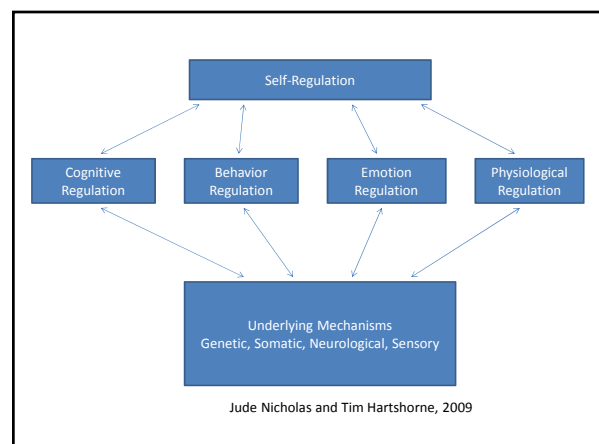 Self-Regulation
Cognitive
Regulation
Behavior
Regulation
Emotion
Regulation
Physiological
Regulation
Underlying Mechanisms
Genetic, Somatic, Neurological, Sensory
Jude Nicholas and Tim Hartshorne, 2009